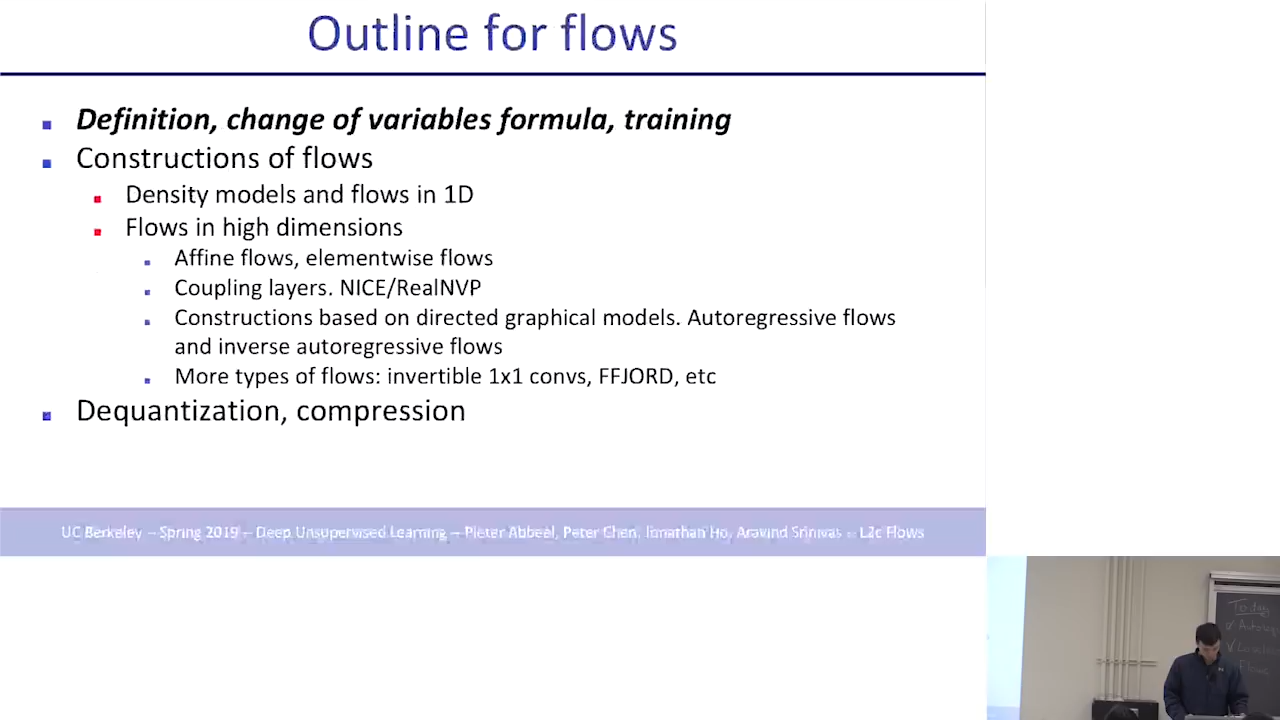 Outline for flows
Definition, change of variables formula, training
Constructions of flows
Density models and flows in 1D
Flows in high dimensions
Affine flows, elementwise flows
Coupling layers. NICE/RealNVP
Constructions based on directed graphical models. Autoregressive flows
and inverse autoregressive flows
More types of flows: invertible 1x1 convs, FFJORD, etc
Dequantization, compression
UC Berkeley – Spring 2019 – Deep Unsupervised Learning – Pieter Abbeel, Peter Chen, Jonathan Ho, Aravind Srinivas – L2c Flows
Today
Flows